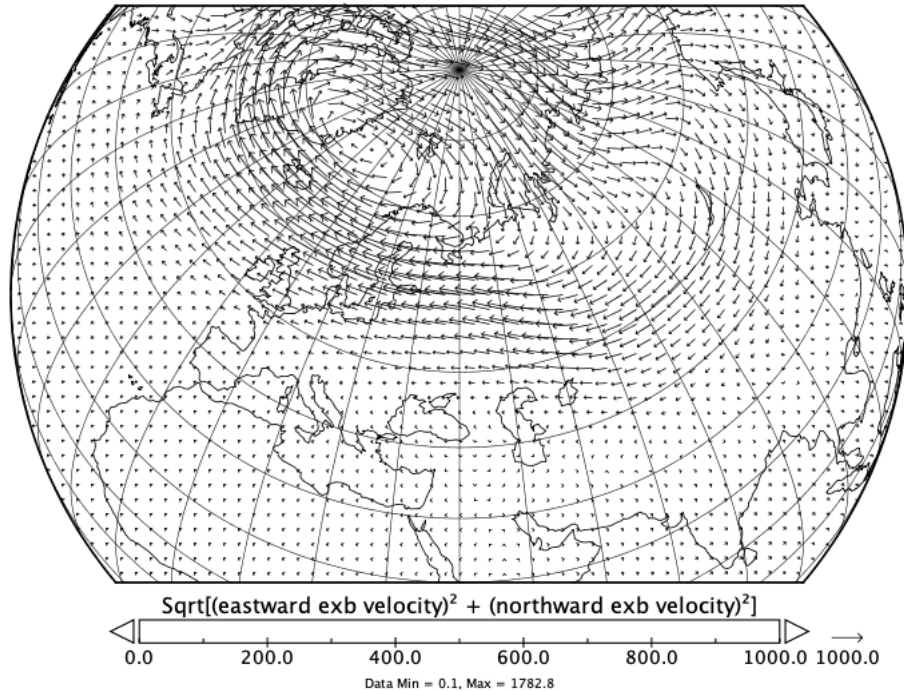 Sqrt[(eastward exb velocity)² + (northward exb velocity)²]
0.0 200.0 400.0 600.0 800.0 1000.0 1000.0
Data Min = 0.1, Max = 1782.8